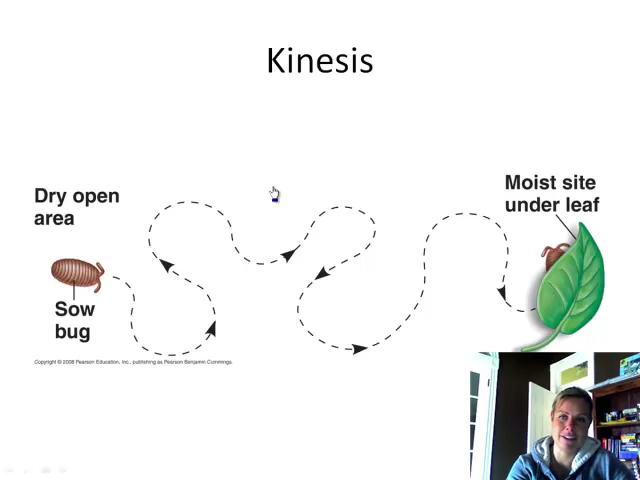 Kinesis
Dry open
area
Moist site
under leaf
Sow
bug
Copyright © 2008 Pearson Education, Inc., publishing as Pearson Benjamin Cummings.